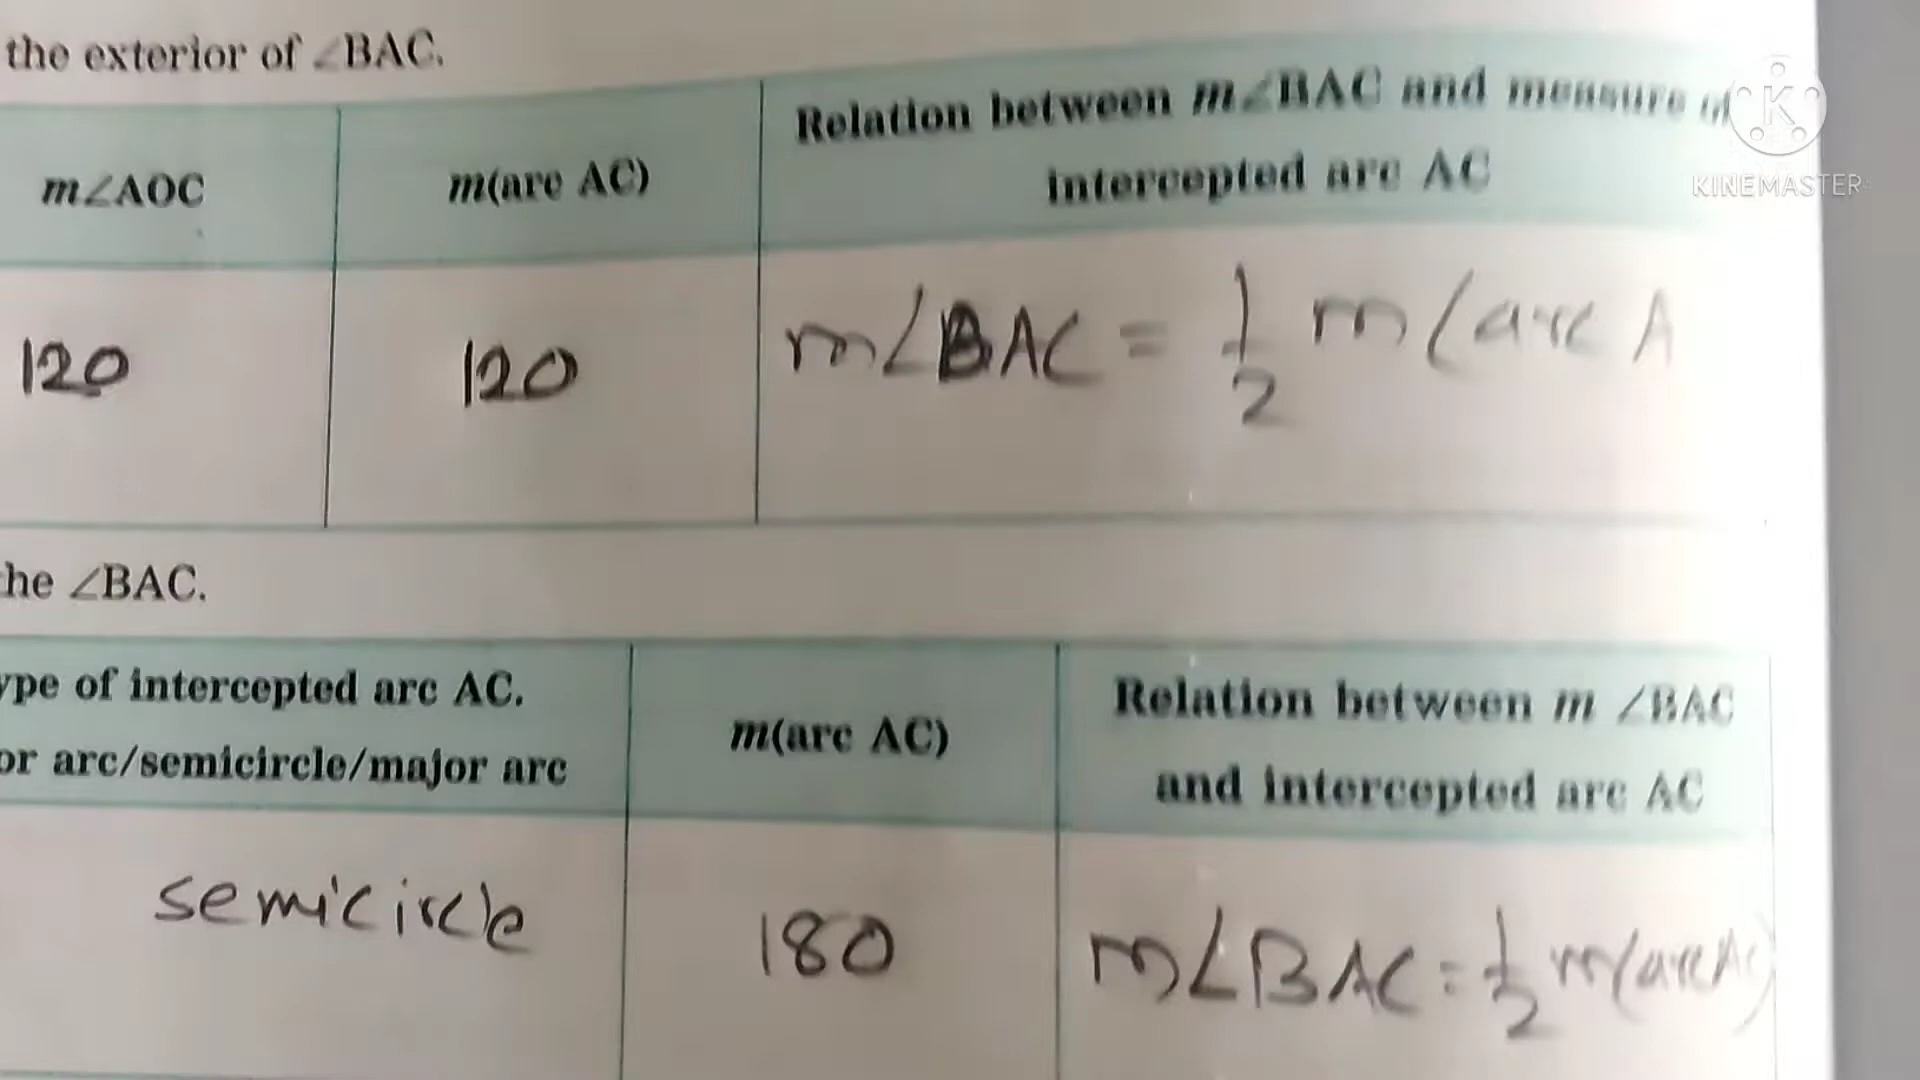 the exterior of ∠BAC.
m∠AOC
m(arc AC)
Relation between m∠BAC and measure of
intercepted arc AC
120
120
m∠BAC = 1/2 m(arc A
he ∠BAC.
ype of intercepted arc AC.
or arc/semicircle/major arc
m(arc AC)
Relation between m ∠BAC
and intercepted arc AC
semicircle
180
m∠BAC = 1/2 m(arc AC)
K
KINEMASTER